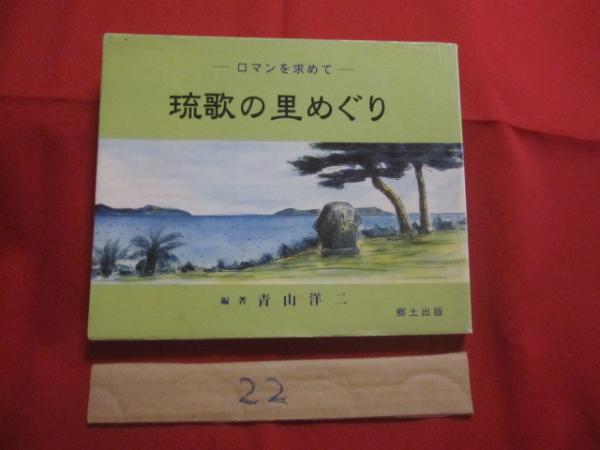 ―ロマンを求めて―
琉歌の里めぐり
編著 青山洋二
郷土出版
22